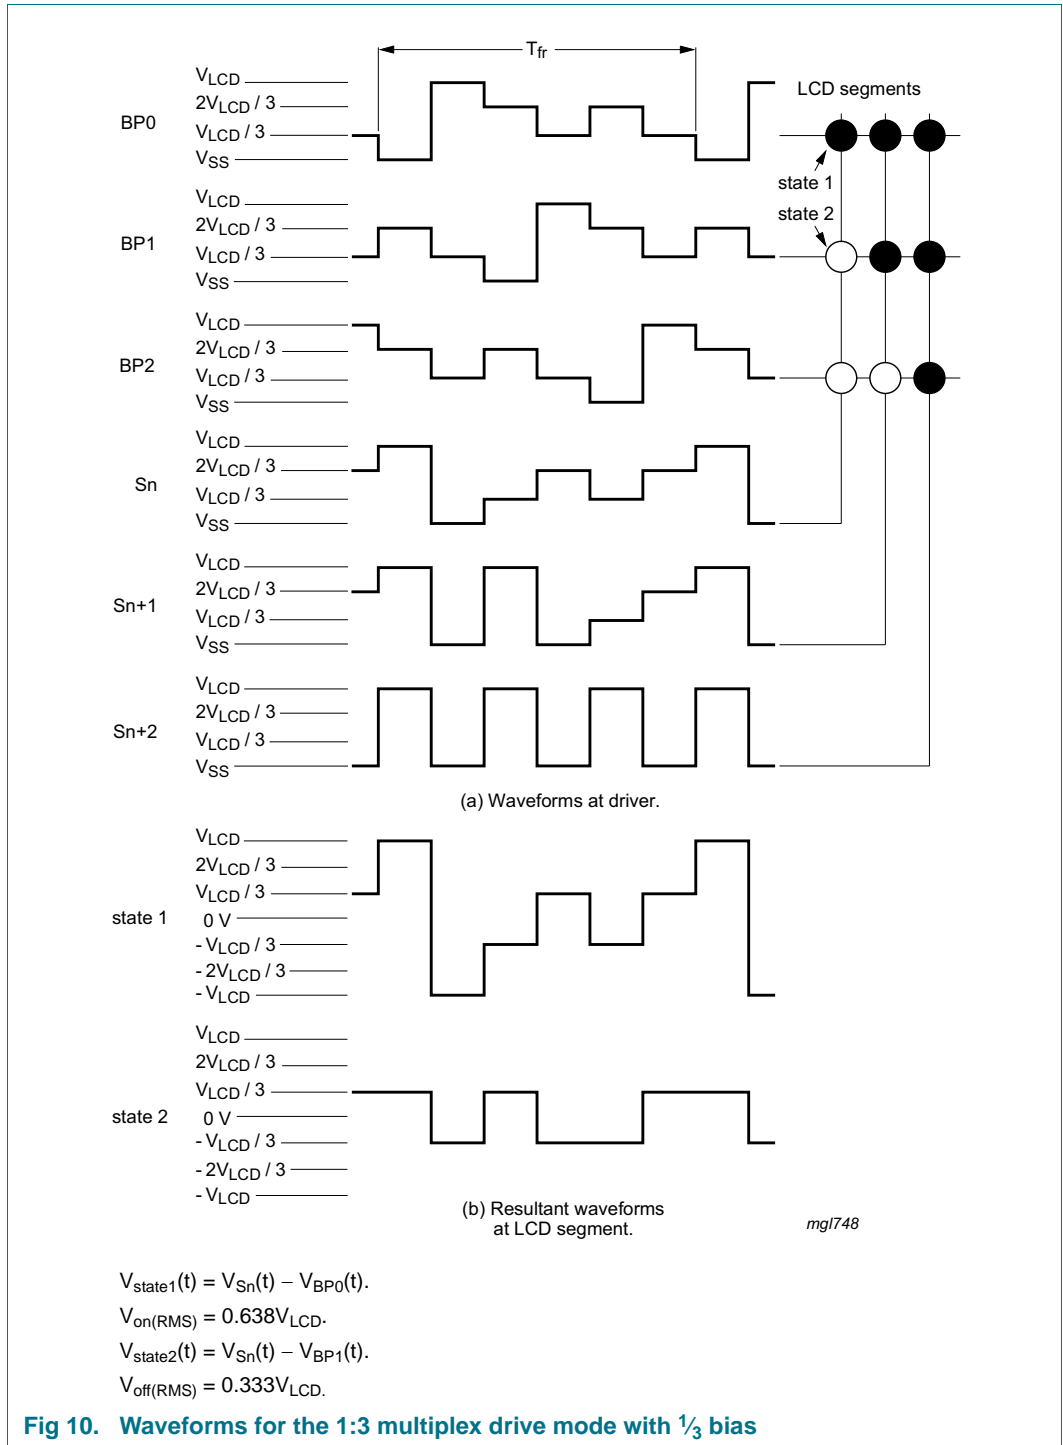 Tfr
VLCD
2VLCD / 3
VLCD / 3
VSS
BP0
LCD segments
state 1
state 2
VLCD
2VLCD / 3
VLCD / 3
VSS
BP1
VLCD
2VLCD / 3
VLCD / 3
VSS
BP2
VLCD
2VLCD / 3
VLCD / 3
VSS
Sn
VLCD
2VLCD / 3
VLCD / 3
VSS
Sn+1
VLCD
2VLCD / 3
VLCD / 3
VSS
Sn+2
(a) Waveforms at driver.
VLCD
2VLCD / 3
VLCD / 3
0 V
- VLCD / 3
- 2VLCD / 3
- VLCD
state 1
VLCD
2VLCD / 3
VLCD / 3
0 V
- VLCD / 3
- 2VLCD / 3
- VLCD
state 2
(b) Resultant waveforms
at LCD segment.
mgl748
Vstate1(t) = VSn(t) − VBP0(t).
Von(RMS) = 0.638VLCD.
Vstate2(t) = VSn(t) − VBP1(t).
Voff(RMS) = 0.333VLCD.
Fig 10. Waveforms for the 1:3 multiplex drive mode with 1⁄3 bias